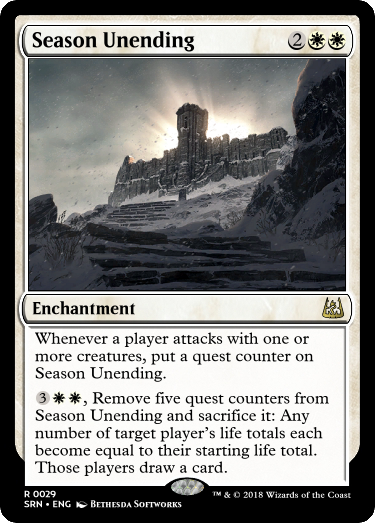 Season Unending 2
Enchantment
Whenever a player attacks with one or
more creatures, put a quest counter on
Season Unending.
3, Remove five quest counters from
Season Unending and sacrifice it: Any
number of target player's life totals each
become equal to their starting life total.
Those players draw a card.
R 0029
SRN • ENG Bethesda Softworks
™ & © 2018 Wizards of the Coast